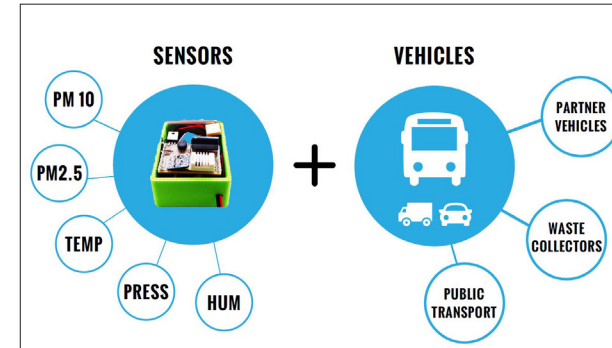 SENSORS
VEHICLES
PM 10
PM2.5
TEMP
PRESS
HUM
PARTNER
VEHICLES
WASTE
COLLECTORS
PUBLIC
TRANSPORT